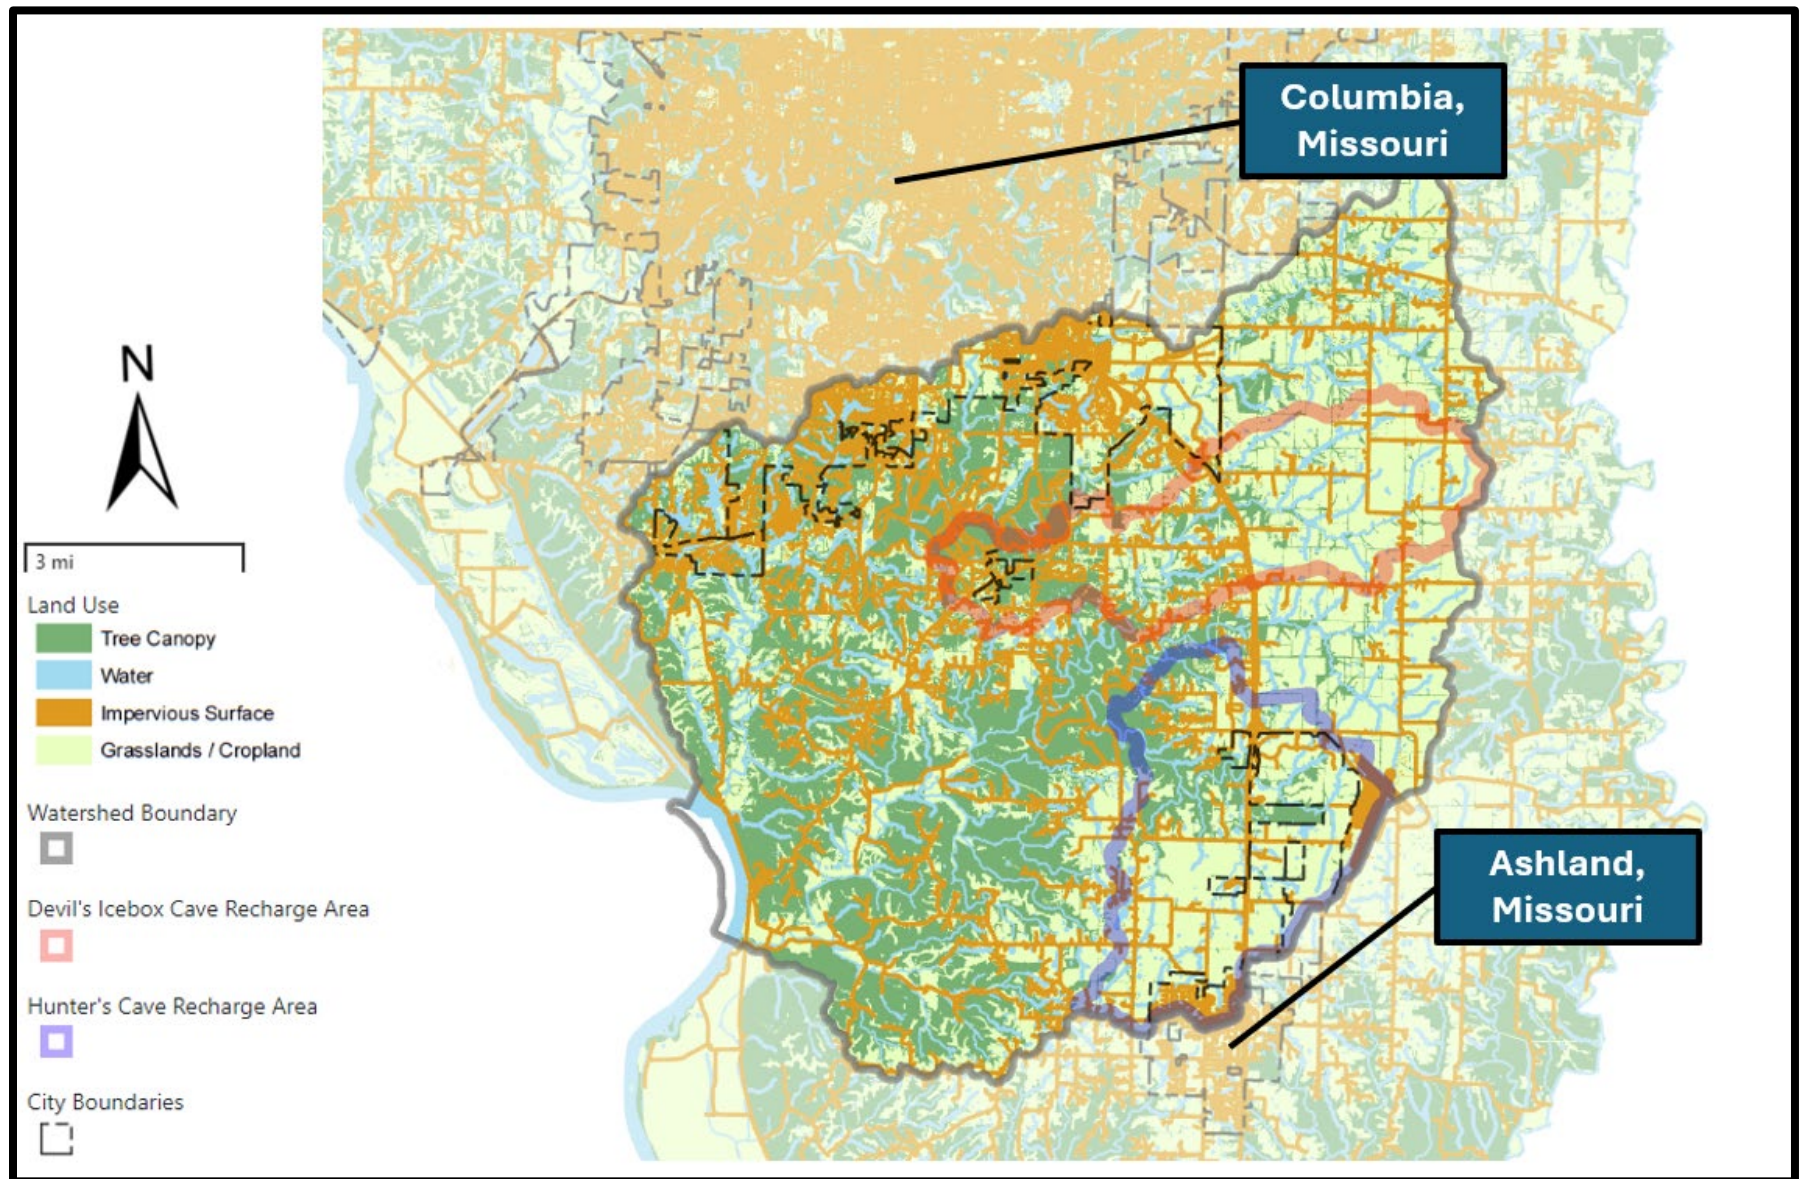 Columbia,
Missouri
N
3 mi
Land Use
Tree Canopy
Water
Impervious Surface
Grasslands / Cropland
Watershed Boundary
Devil's Icebox Cave Recharge Area
Hunter's Cave Recharge Area
City Boundaries
Ashland,
Missouri